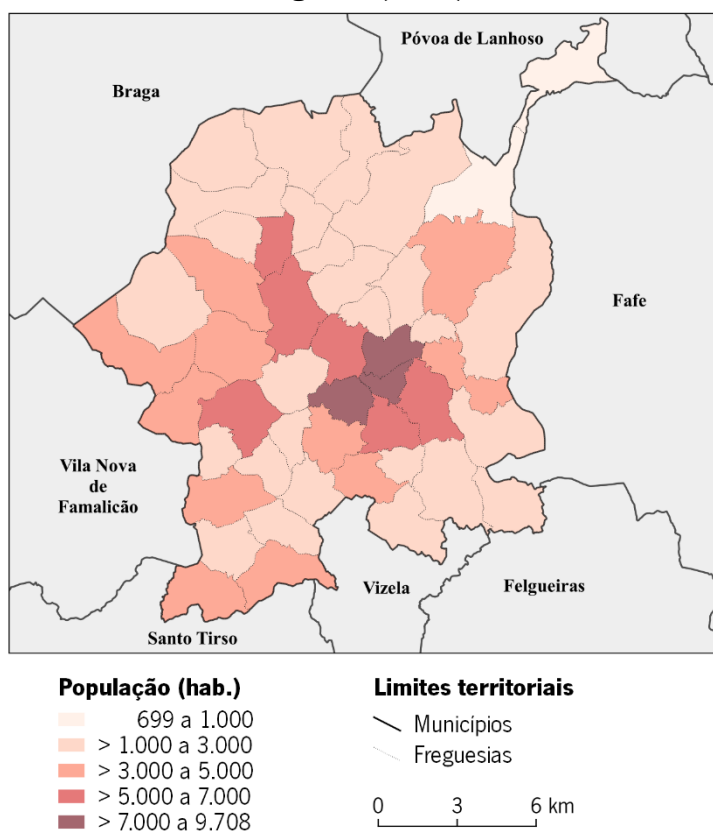 Póvoa de Lanhoso
Braga
Fafe
Vila Nova
de
Famalicão
Vizela
Felgueiras
Santo Tirso
População (hab.)
699 a 1.000
> 1.000 a 3.000
> 3.000 a 5.000
> 5.000 a 7.000
> 7.000 a 9.708
Limites territoriais
Municípios
Freguesias
0 3 6 km